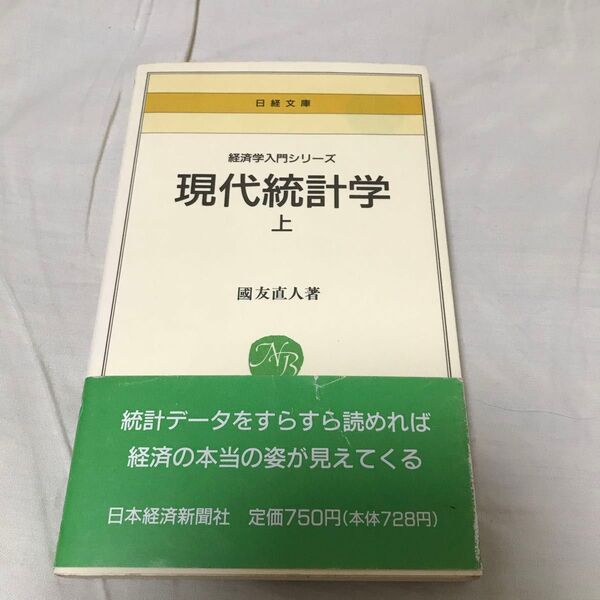 日経文庫
経済学入門シリーズ
現代統計学
上
國友直人著
NB
統計データをすらすら読めれば
経済の本当の姿が見えてくる
日本経済新聞社 定価750円(本体728円)